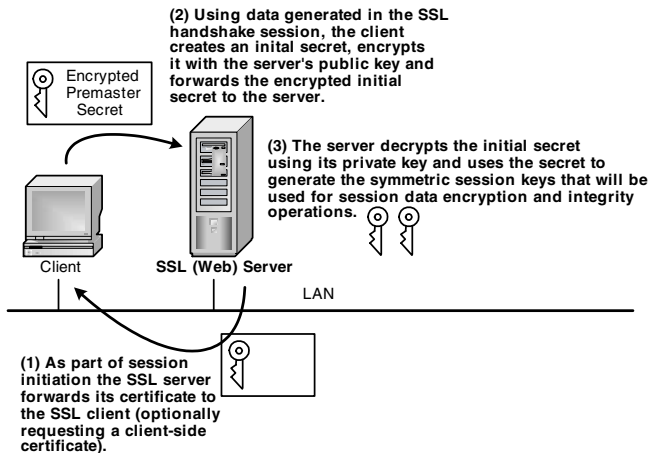 (2) Using data generated in the SSL
handshake session, the client
creates an inital secret, encrypts
it with the server's public key and
forwards the encrypted initial
secret to the server.
Encrypted
Premaster
Secret
(3) The server decrypts the initial secret
using its private key and uses the secret to
generate the symmetric session keys that will be
used for session data encryption and integrity
operations.
Client
SSL (Web) Server
LAN
(1) As part of session
initiation the SSL server
forwards its certificate to
the SSL client (optionally
requesting a client-side
certificate).